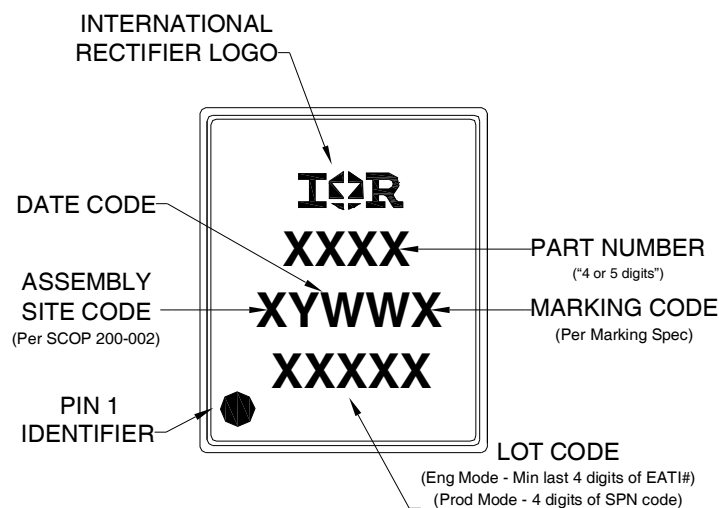 INTERNATIONAL
RECTIFIER LOGO
IOR
DATE CODE
XXXX
PART NUMBER
(“4 or 5 digits”)
ASSEMBLY
SITE CODE
(Per SCOP 200-002)
XYWWX
MARKING CODE
(Per Marking Spec)
XXXXX
PIN 1
IDENTIFIER
LOT CODE
(Eng Mode - Min last 4 digits of EATI#)
(Prod Mode - 4 digits of SPN code)